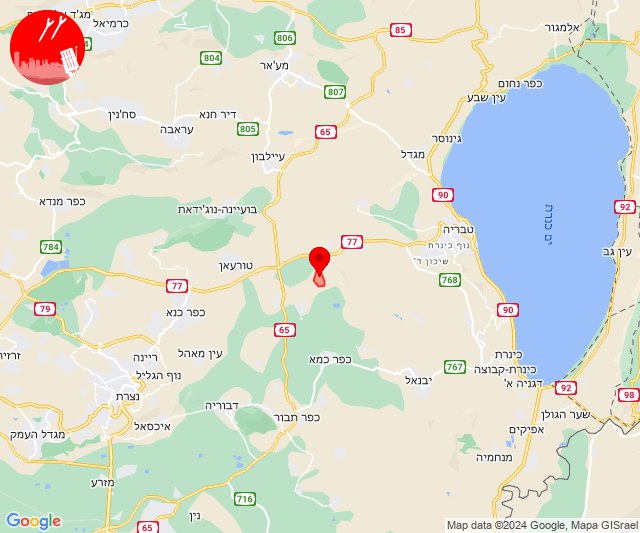 מג'ד אל כרום
כרמיאל
85
אלמגור
806
804
מע'אר
כפר נחום
עין שבע
807
דיר חנא
סח'נין
עראבה
805
65
גינוסר
מגדל
עיילבון
כפר מנדא
בועיינה-נוג'ידאת
90
92
טבריה
ים כנרת
784
77
נוף כינרת
שיכון ד'
עין גב
טורעאן
77
768
79
כפר כנא
90
65
עין מאהל
ריינה
נוף הגליל
כפר כמא
767
כינרת
כינרת-קבוצה
דגניה א'
יבנאל
92
98
נצרת
דבוריה
כפר תבור
שער הגולן
איכסאל
מגדל העמק
אפיקים
מנחמיה
מזרע
716
נין
65
Google
Map data ©2024 Google, Mapa GISrael